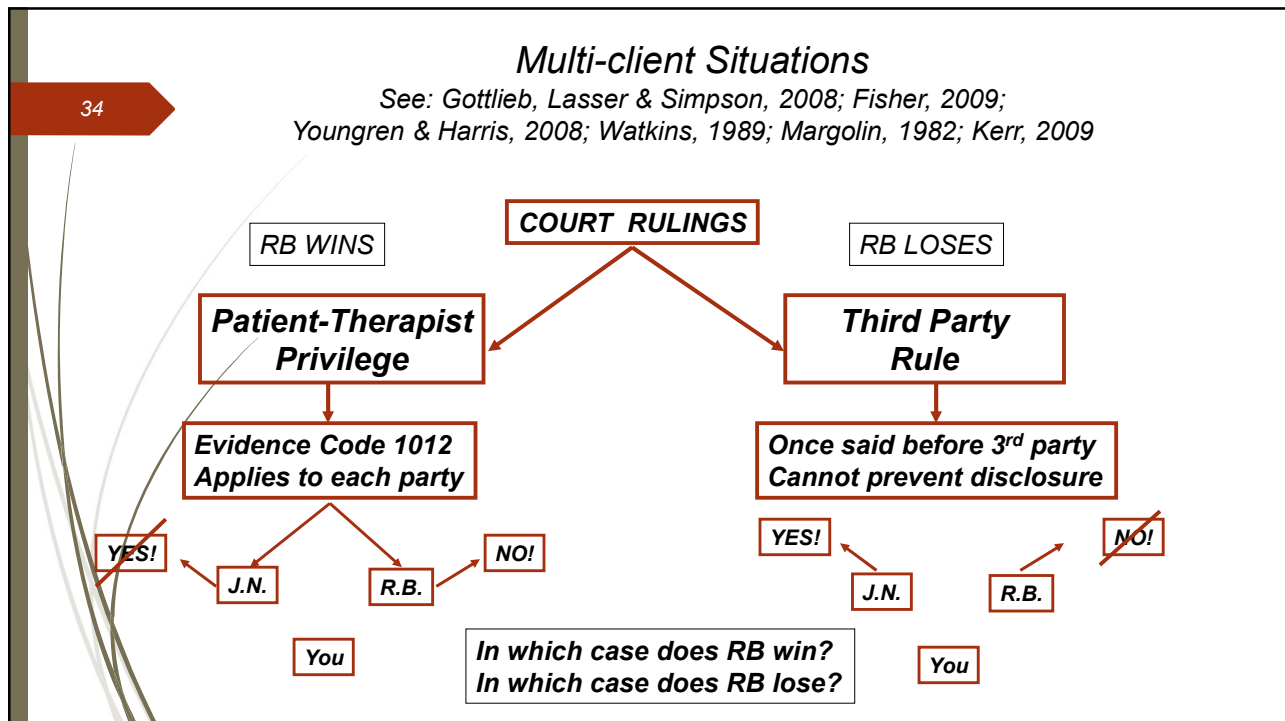 Multi-client Situations
34
See: Gottlieb, Lasser & Simpson, 2008; Fisher, 2009;
Youngren & Harris, 2008; Watkins, 1989; Margolin, 1982; Kerr, 2009
COURT RULINGS
RB WINS
RB LOSES
Patient-Therapist
Privilege
Third Party
Rule
Evidence Code 1012
Applies to each party
Once said before 3rd party
Cannot prevent disclosure
YES!
J.N.
R.B.
NO!
YES!
J.N.
R.B.
NO!
You
In which case does RB win?
In which case does RB lose?
You